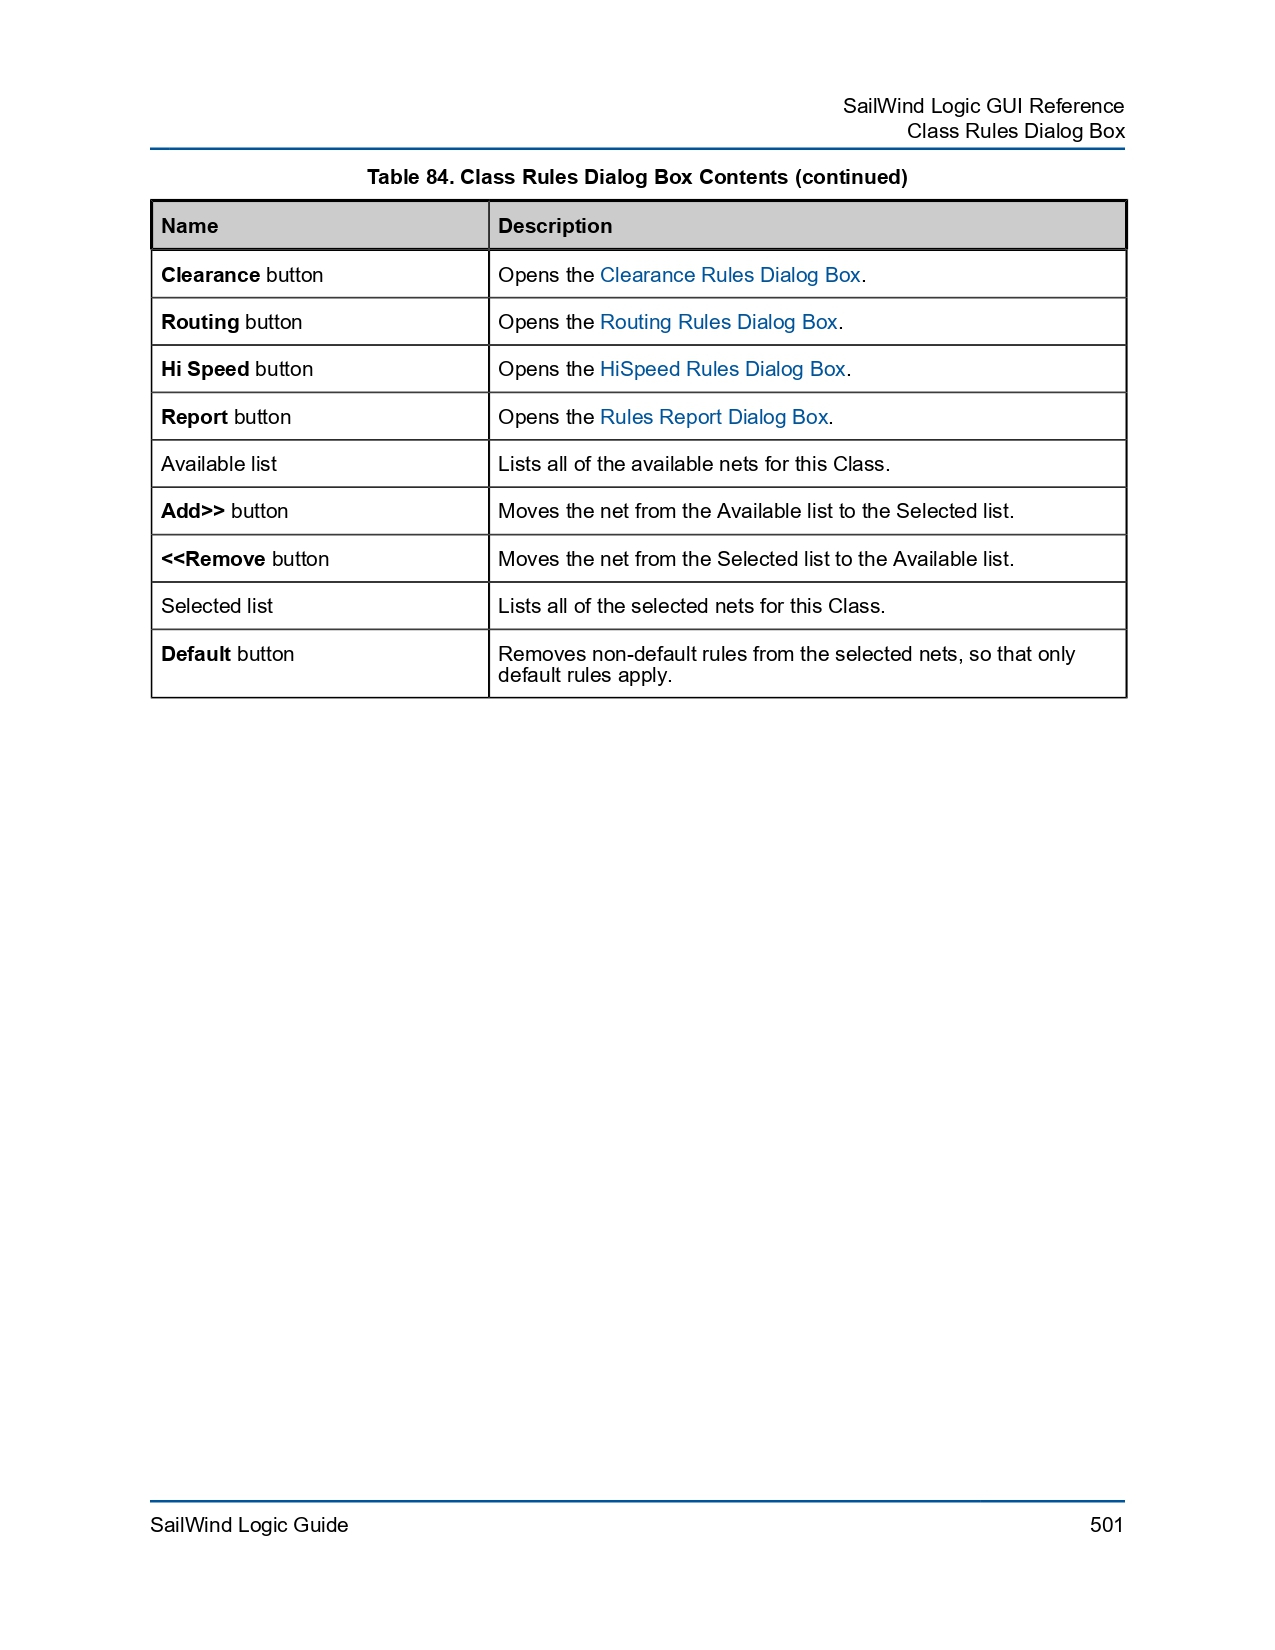 SailWind Logic GUI Reference
Class Rules Dialog Box
Table 84. Class Rules Dialog Box Contents (continued)
Name Description
Clearance button Opens the Clearance Rules Dialog Box.
Routing button Opens the Routing Rules Dialog Box.
Hi Speed button Opens the HiSpeed Rules Dialog Box.
Report button Opens the Rules Report Dialog Box.
Available list Lists all of the available nets for this Class.
Add>> button Moves the net from the Available list to the Selected list.
<<Remove button Moves the net from the Selected list to the Available list.
Selected list Lists all of the selected nets for this Class.
Default button Removes non-default rules from the selected nets, so that only
default rules apply.
SailWind Logic Guide 501